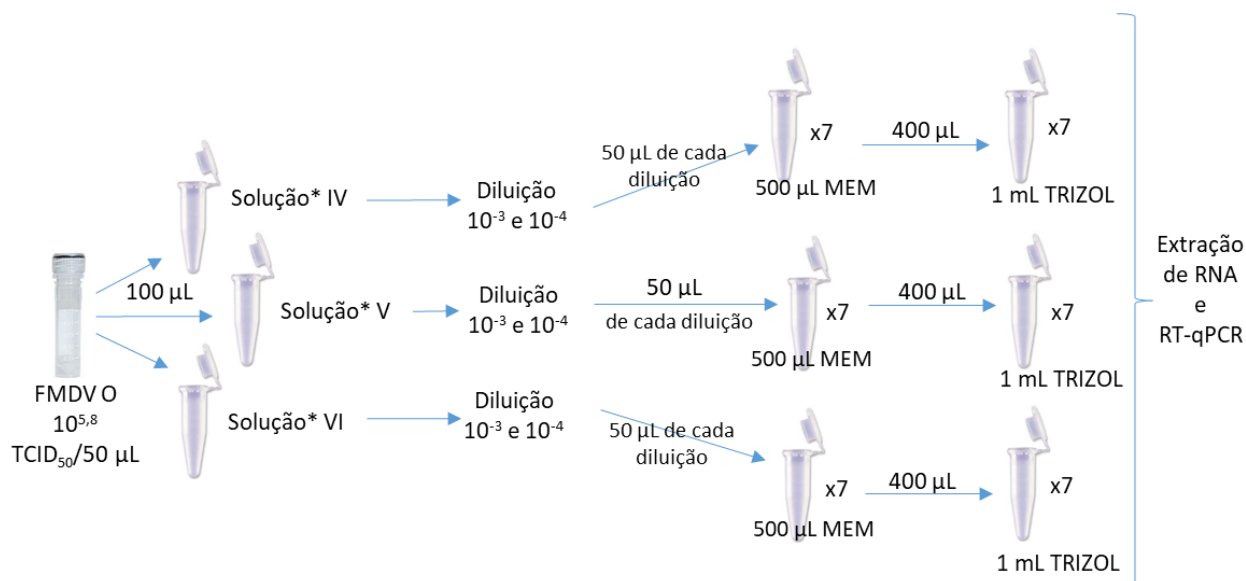 x7
400 µL
x7
50 µL de cada
diluição
500 µL MEM
1 mL TRIZOL
Solução* IV
Diluição
10⁻³ e 10⁻⁴
100 µL
Solução* V
Diluição
10⁻³ e 10⁻⁴
50 µL
de cada diluição
x7
500 µL MEM
400 µL
x7
1 mL TRIZOL
Extração
de RNA
e
RT-qPCR
FMDV O
10⁵,⁸
TCID₅₀/50 µL
Solução* VI
Diluição
10⁻³ e 10⁻⁴
50 µL de cada
diluição
x7
500 µL MEM
400 µL
x7
1 mL TRIZOL